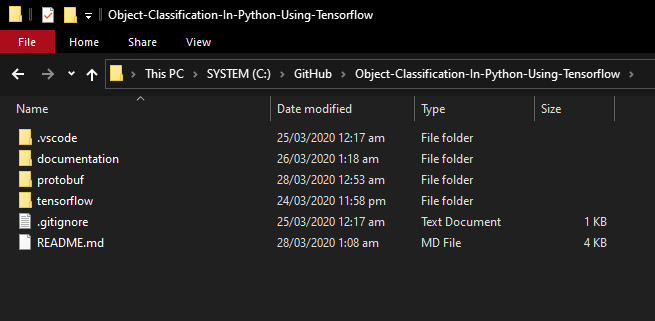 Object-Classification-In-Python-Using-Tensorflow
File Home Share View
This PC SYSTEM (C:) GitHub Object-Classification-In-Python-Using-Tensorflow
Name Date modified Type Size
.vscode 25/03/2020 12:17 am File folder
documentation 26/03/2020 1:18 am File folder
protobuf 28/03/2020 12:53 am File folder
tensorflow 24/03/2020 11:58 pm File folder
.gitignore 25/03/2020 12:17 am Text Document 1 KB
README.md 28/03/2020 1:08 am MD File 4 KB